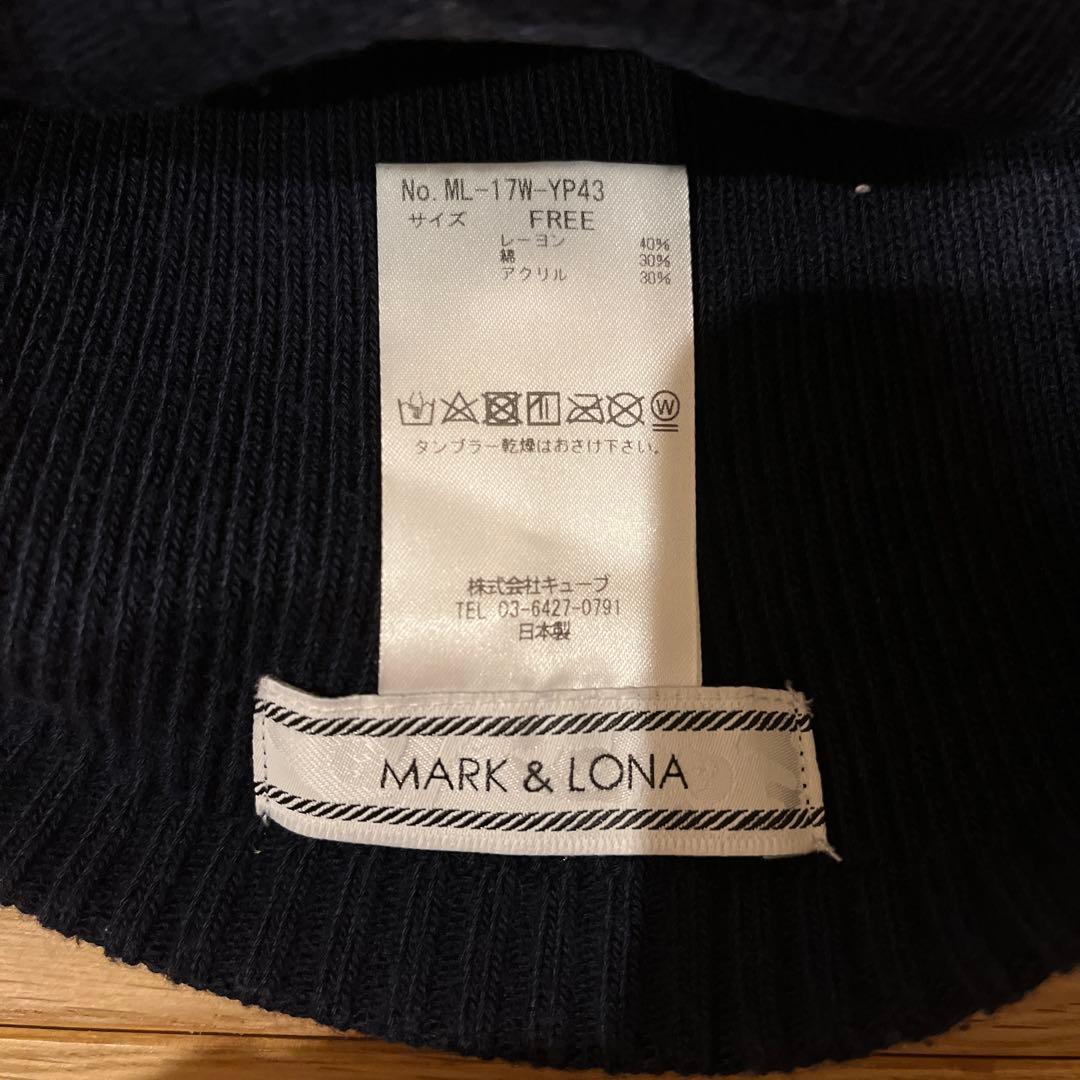 No. ML-17W-YP43
サイズ FREE
レーヨン 40%
綿 30%
アクリル 30%
W
タンブラー乾燥はおさけ下さい。
株式会社キューブ
TEL 03-6427-0791
日本製
MARK & LONA